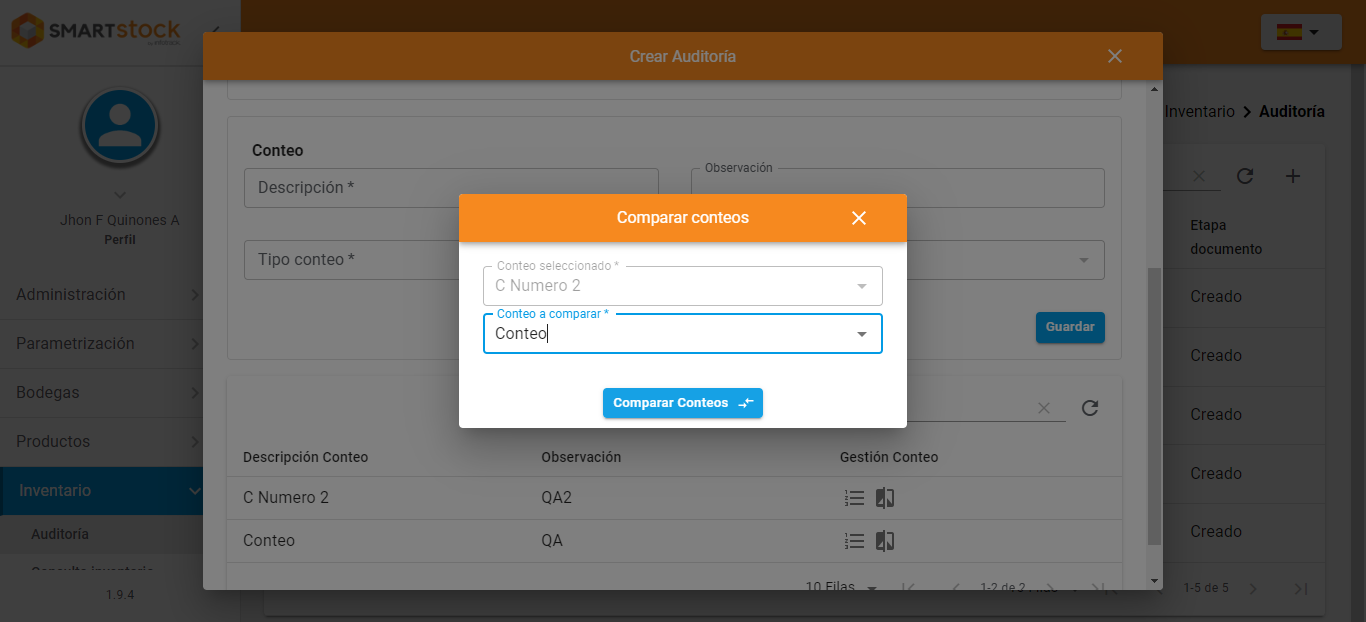 SMARTstock
Crear Auditoría
Inventario Auditoría
Conteo
Descripción *
Observación
Tipo conteo *
Guardar
Comparar conteos
Conteo seleccionado *
C Numero 2
Conteo a comparar *
Conteo
Comparar Conteos
Descripción Conteo Observación Gestión Conteo
C Numero 2 QA2
Conteo QA
10 Filas 1-2 de 2 Filas
Jhon F Quinones A
Perfil
Administración
Parametrización
Bodegas
Productos
Inventario
Auditoría
Consulta inventario
1.9.4
Etapa
documento
Creado
Creado
Creado
Creado
Creado
1-5 de 5